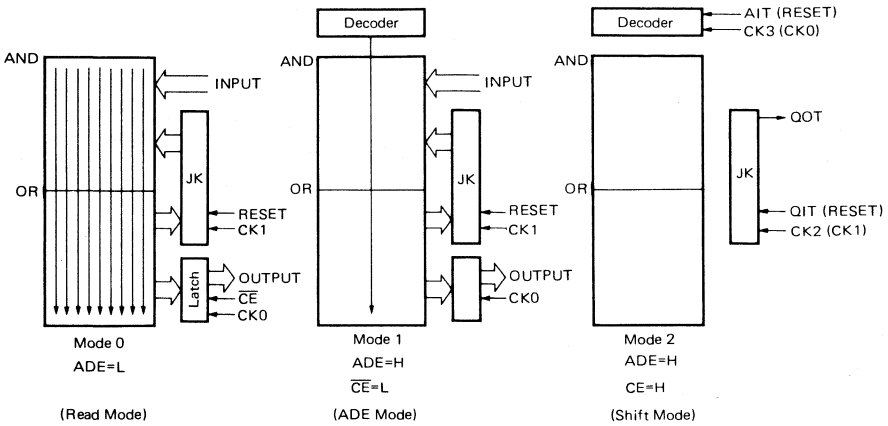 AND
INPUT
JK
OR
RESET
CK1
Latch
OUTPUT
C̅E̅
CK0
Mode 0
ADE=L
(Read Mode)
Decoder
AND
INPUT
JK
OR
RESET
CK1
OUTPUT
CK0
Mode 1
ADE=H
C̅E̅=L
(ADE Mode)
Decoder
AIT (RESET)
CK3 (CK0)
AND
QOT
JK
OR
QIT (RESET)
CK2 (CK1)
Mode 2
ADE=H
CE=H
(Shift Mode)